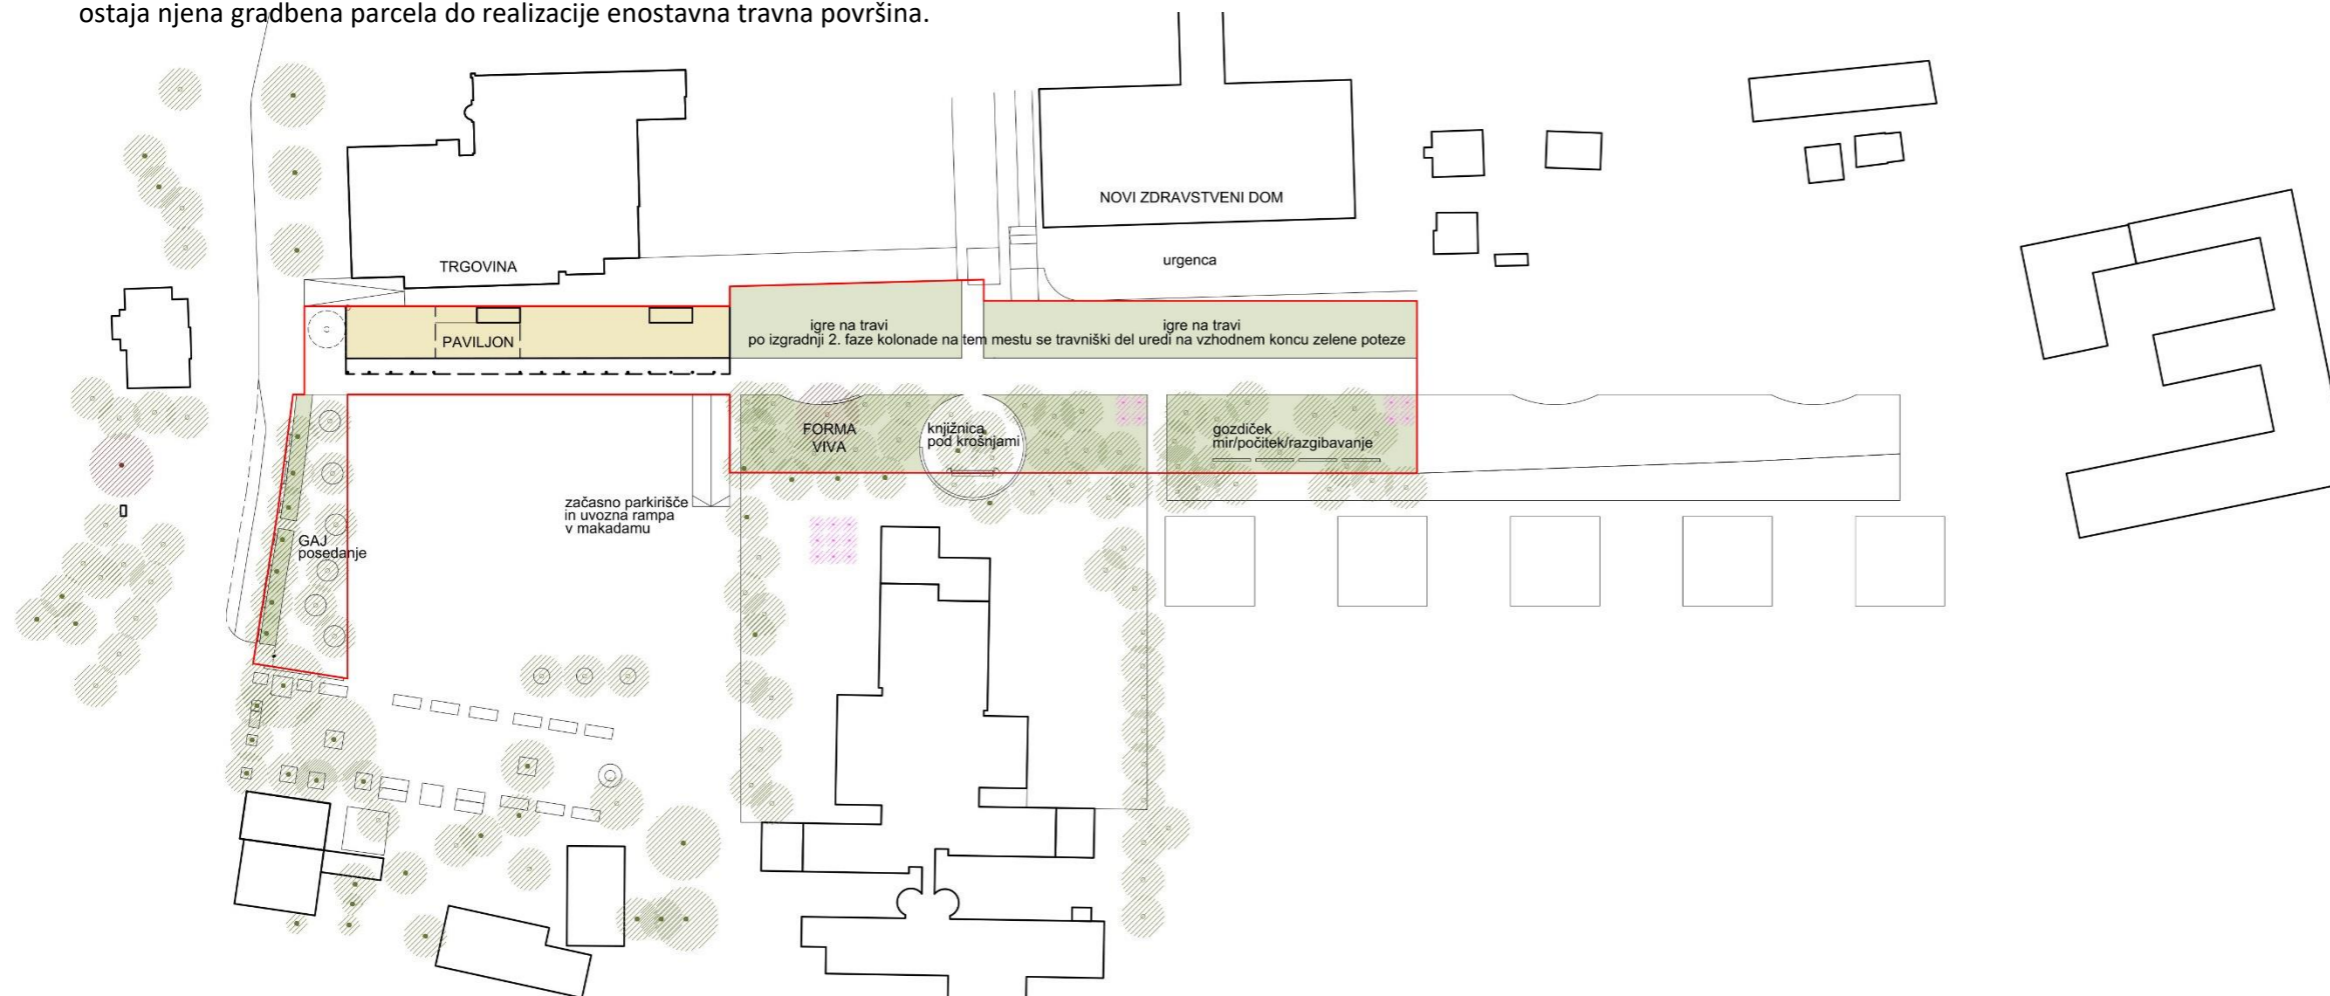 ostaja njena gradbena parcela do realizacije enostavna travna površina.
NOVI ZDRAVSTVENI DOM
TRGOVINA
urgenca
igre na travi
igre na travi
po izgradnji 2. faze kolonade na tem mestu se travniški del uredi na vzhodnem koncu zelene poteze
PAVILJON
FORMA
VIVA
knjižnica
pod krošnjami
gozdiček
mir/počitek/razgibavanje
začasno parkirišče
in uvozna rampa
v makadamu
GAJ
posedanje